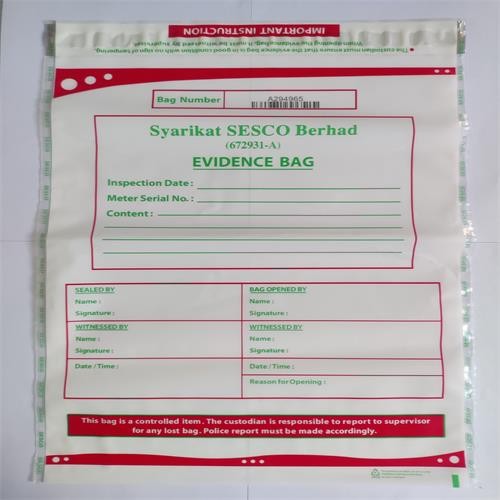 IMPORTANT INSTRUCTION
• The custodian must ensure that the evidence bag is in good condition with no sign of tampering.
Bag Number
A294965
Syarikat SESCO Berhad
(672931-A)
EVIDENCE BAG
Inspection Date :
Meter Serial No. :
Content :
SEALED BY
BAG OPENED BY
Name :
Name :
Signature :
Signature :
WITNESSED BY
WITNESSED BY
Name :
Name :
Signature :
Signature :
Date / Time :
Date / Time :
Reason for Opening :
This bag is a controlled item. The custodian is responsible to report to supervisor
for any lost bag. Police report must be made accordingly.